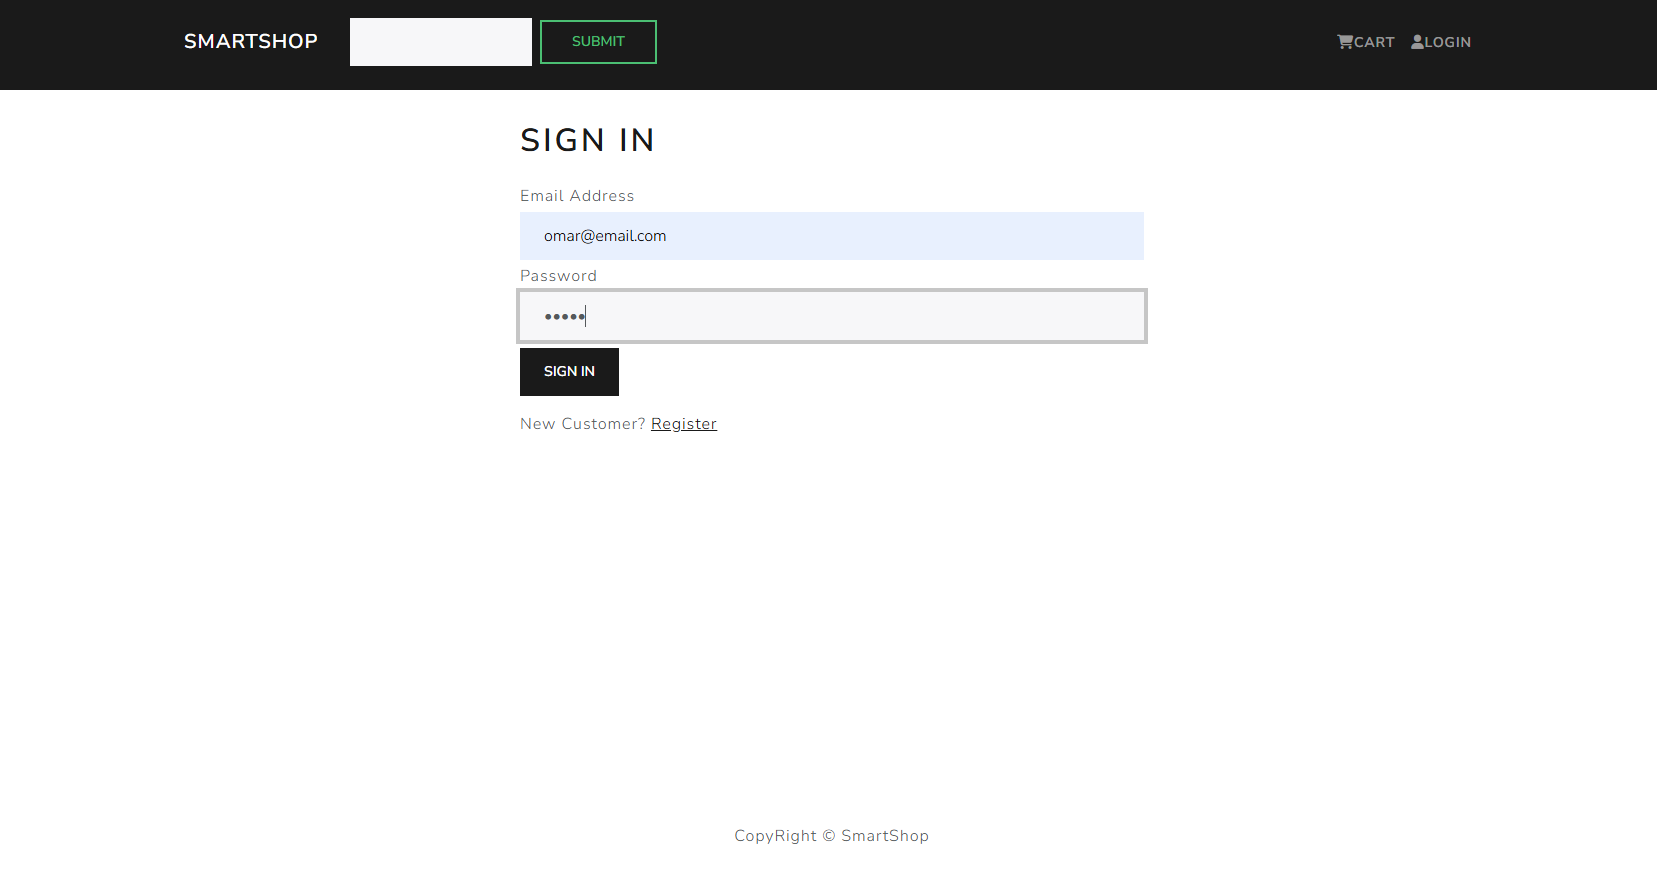 SMARTSHOP SUBMIT CART LOGIN
SIGN IN
Email Address
omar@email.com
Password
•••••
SIGN IN
New Customer? Register
CopyRight © SmartShop